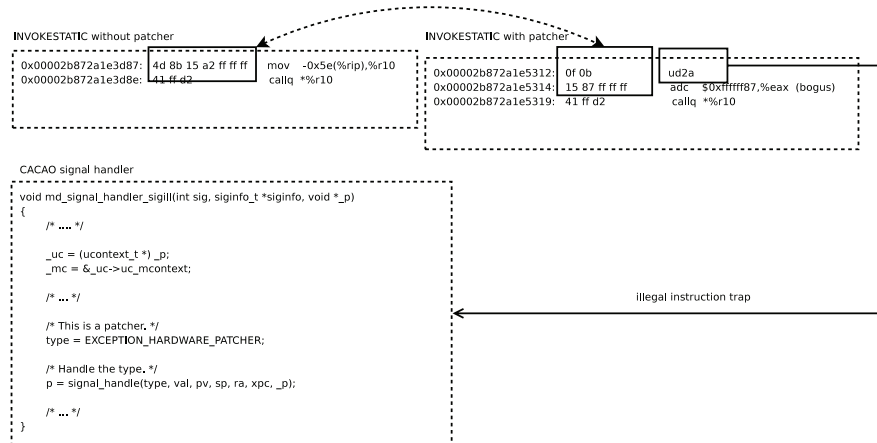 INVOKESTATIC without patcher
0x00002b872a1e3d87: 4d 8b 15 a2 ff ff ff mov -0x5e(%rip),%r10
0x00002b872a1e3d8e: 41 ff d2 callq *%r10
INVOKESTATIC with patcher
0x00002b872a1e5312: 0f 0b ud2a
0x00002b872a1e5314: 15 87 ff ff ff adc $0xffffff87,%eax (bogus)
0x00002b872a1e5319: 41 ff d2 callq *%r10
CACAO signal handler
void md_signal_handler_sigill(int sig, siginfo_t *siginfo, void *_p)
{
/* .... */
_uc = (ucontext_t *) _p;
_mc = &_uc->uc_mcontext;
/* ... */
/* This is a patcher. */
type = EXCEPTION_HARDWARE_PATCHER;
/* Handle the type. */
p = signal_handle(type, val, pv, sp, ra, xpc, _p);
/* ... */
}
illegal instruction trap